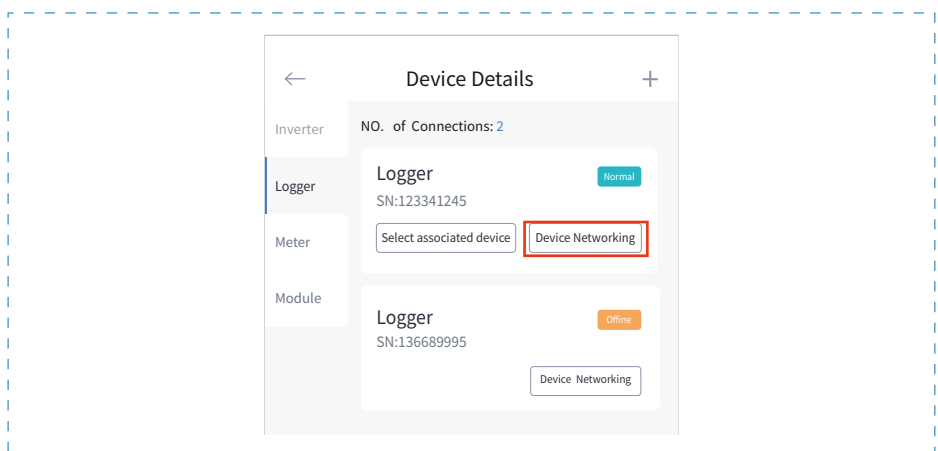 ←
Device Details
+
Inverter
Logger
Meter
Module
NO. of Connections: 2
Logger
Normal
SN:123341245
Select associated device
Device Networking
Logger
Offine
SN:136689995
Device Networking